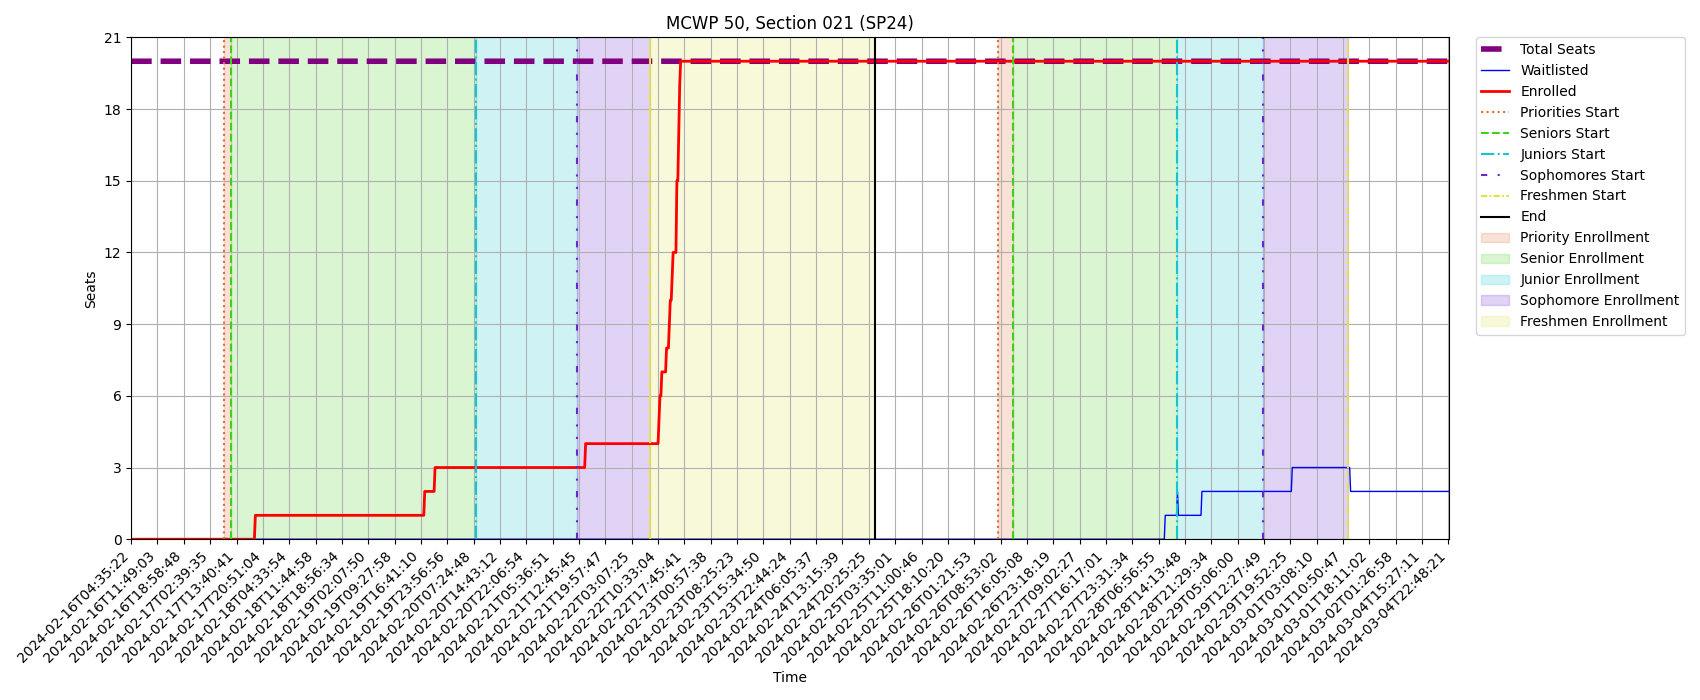 MCWP 50, Section 021 (SP24)
21
18
15
12
9
6
3
0
Seats
2024-02-16T04:35:22
2024-02-16T11:49:03
2024-02-16T18:58:48
2024-02-17T02:39:35
2024-02-17T13:40:41
2024-02-17T20:51:04
2024-02-18T04:33:54
2024-02-18T11:44:58
2024-02-18T18:56:34
2024-02-19T02:07:50
2024-02-19T09:27:58
2024-02-19T16:41:10
2024-02-19T23:56:56
2024-02-20T07:24:48
2024-02-20T14:43:12
2024-02-20T22:06:54
2024-02-21T05:36:51
2024-02-21T12:45:45
2024-02-21T19:57:47
2024-02-22T03:07:25
2024-02-22T10:33:04
2024-02-22T17:45:41
2024-02-23T00:57:38
2024-02-23T08:25:23
2024-02-23T15:34:50
2024-02-23T22:44:24
2024-02-24T06:05:37
2024-02-24T13:15:39
2024-02-24T20:25:25
2024-02-25T03:35:01
2024-02-25T11:00:46
2024-02-25T18:10:20
2024-02-26T01:21:53
2024-02-26T08:53:02
2024-02-26T16:05:08
2024-02-26T23:18:19
2024-02-27T09:02:27
2024-02-27T16:17:01
2024-02-27T23:31:34
2024-02-28T06:56:55
2024-02-28T14:13:48
2024-02-28T21:29:34
2024-02-29T05:06:00
2024-02-29T12:27:49
2024-02-29T19:52:25
2024-03-01T03:08:10
2024-03-01T10:50:47
2024-03-01T18:11:02
2024-03-02T01:26:58
2024-03-04T15:27:11
2024-03-04T22:48:21
Time
Total Seats
Waitlisted
Enrolled
Priorities Start
Seniors Start
Juniors Start
Sophomores Start
Freshmen Start
End
Priority Enrollment
Senior Enrollment
Junior Enrollment
Sophomore Enrollment
Freshmen Enrollment